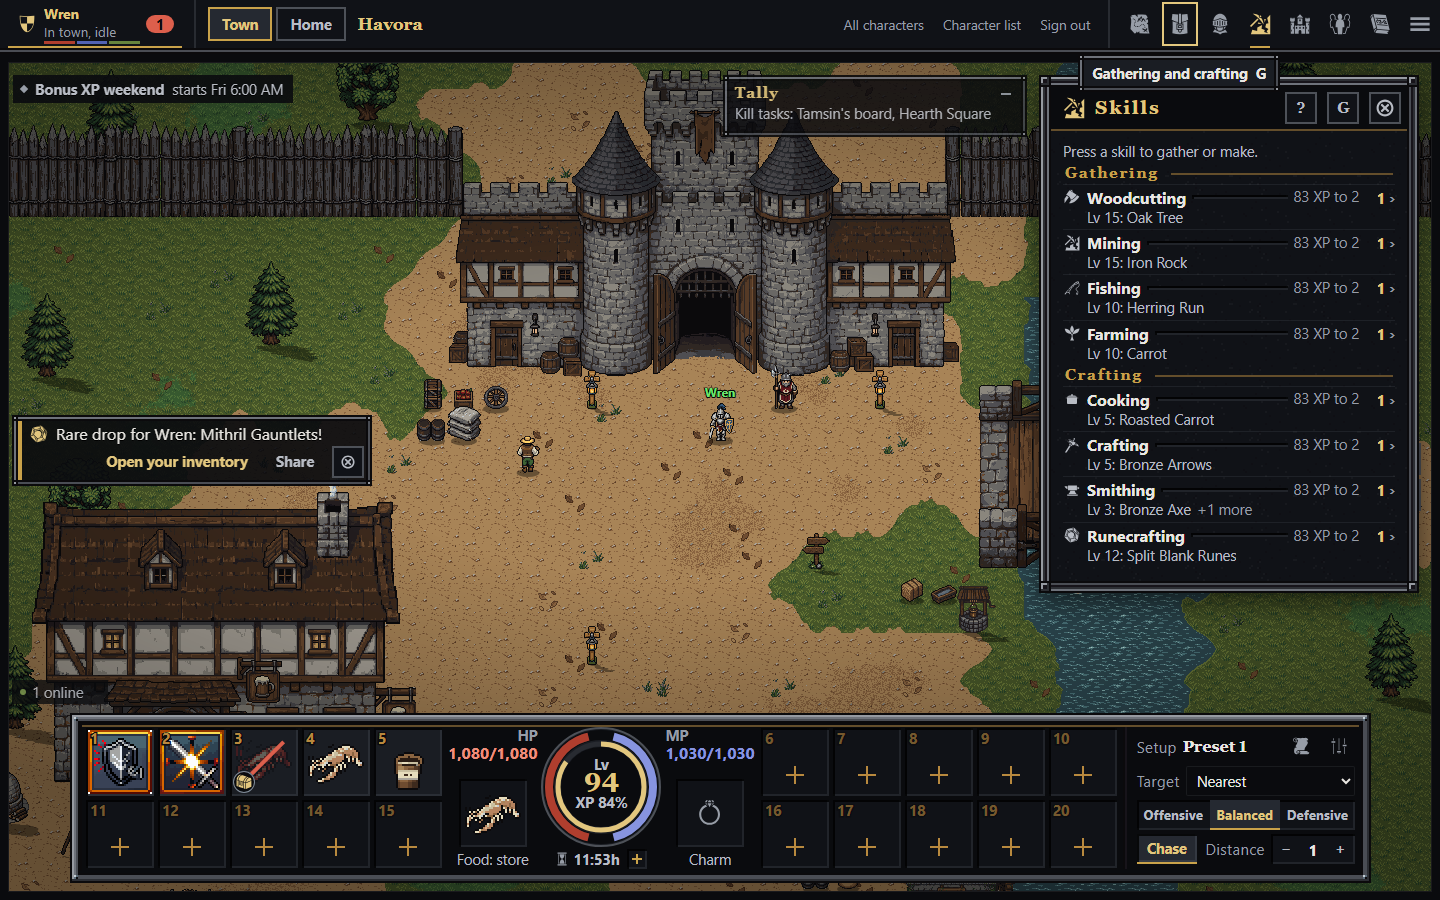 Wren
In town, idle
1
Town
Home
Havora
All characters
Character list
Sign out
Bonus XP weekend starts Fri 6:00 AM
Tally
Kill tasks: Tamsin's board, Hearth Square
Gathering and crafting G
Skills
?
G
Press a skill to gather or make.
Gathering
Woodcutting 83 XP to 2 1 ›
Lv 15: Oak Tree
Mining 83 XP to 2 1 ›
Lv 15: Iron Rock
Fishing 83 XP to 2 1 ›
Lv 10: Herring Run
Farming 83 XP to 2 1 ›
Lv 10: Carrot
Crafting
Cooking 83 XP to 2 1 ›
Lv 5: Roasted Carrot
Crafting 83 XP to 2 1 ›
Lv 5: Bronze Arrows
Smithing 83 XP to 2 1 ›
Lv 3: Bronze Axe +1 more
Runecrafting 83 XP to 2 1 ›
Lv 12: Split Blank Runes
Wren
Rare drop for Wren: Mithril Gauntlets!
Open your inventory Share
1 online
1
2
3
4
5
HP
1,080/1,080
Lv
94
XP 84%
MP
1,030/1,030
6
7
8
9
10
11
12
13
14
15
Food: store
11:53h +
Charm
16
17
18
19
20
Setup Preset 1
Target Nearest
Offensive Balanced Defensive
Chase Distance − 1 +